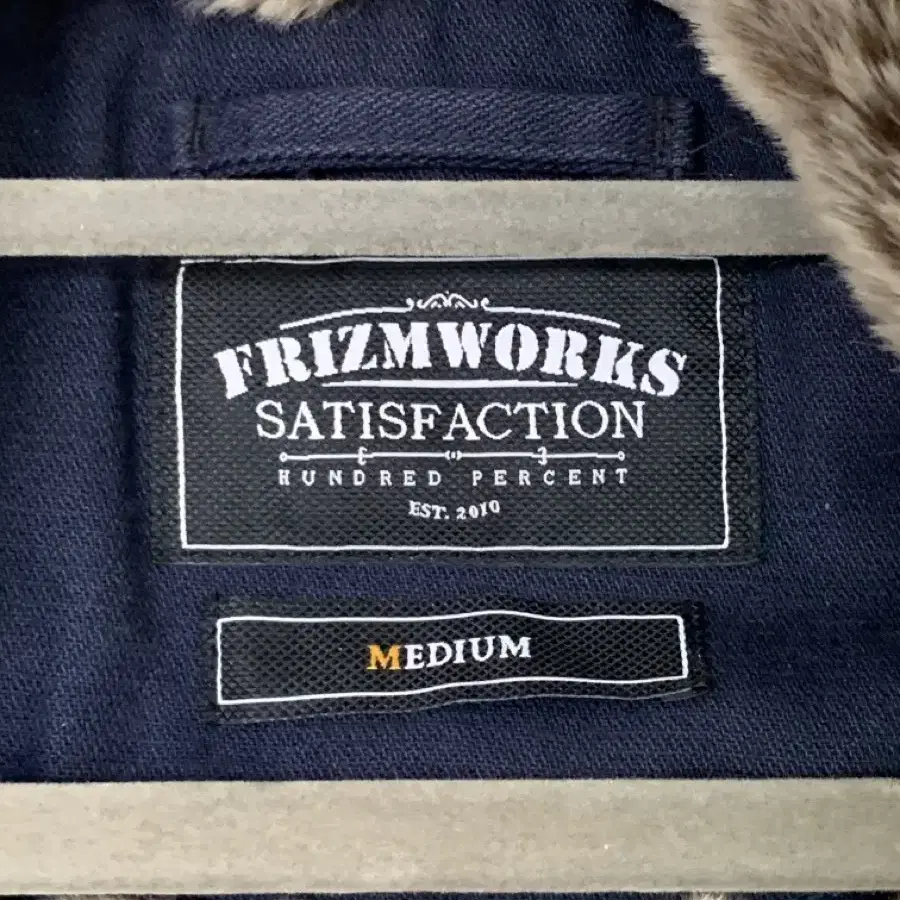 FRIZMWORKS
SATISFACTION
HUNDRED PERCENT
EST. 2010
MEDIUM